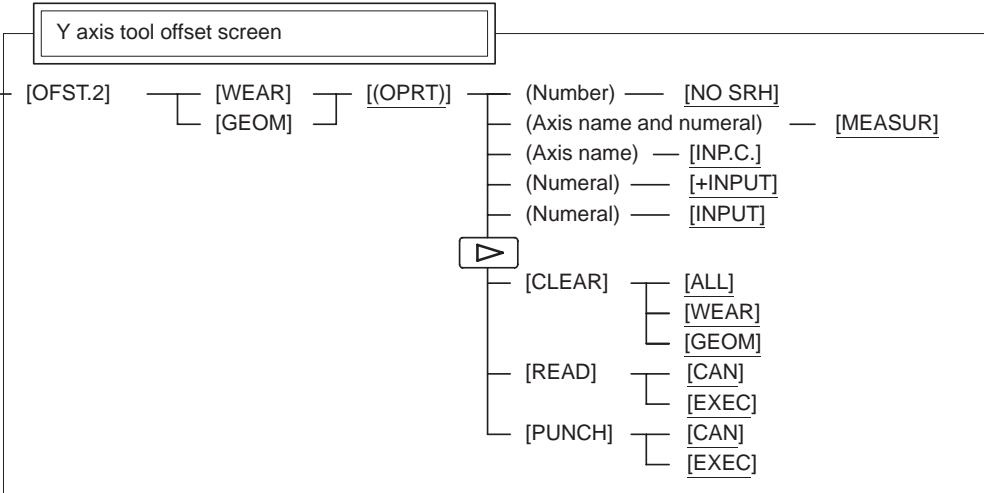 Y axis tool offset screen
[OFST.2] [WEAR] [(OPRT)] (Number) [NO SRH]
[GEOM] (Axis name and numeral) [MEASUR]
(Axis name) [INP.C.]
(Numeral) [+INPUT]
(Numeral) [INPUT]
[CLEAR] [ALL]
[WEAR]
[GEOM]
[READ] [CAN]
[EXEC]
[PUNCH] [CAN]
[EXEC]